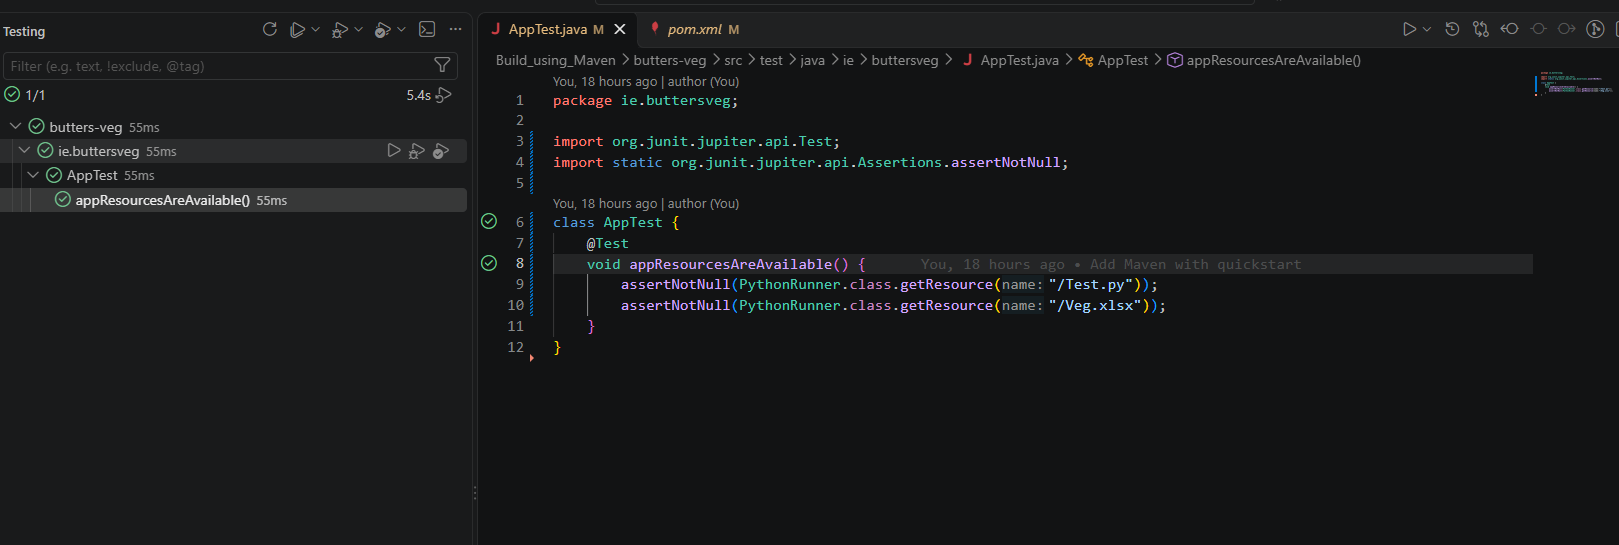 Testing
Filter (e.g. text, !exclude, @tag)
1/1
5.4s
butters-veg 55ms
ie.buttersveg 55ms
AppTest 55ms
appResourcesAreAvailable() 55ms
AppTest.java M
pom.xml M
Build_using_Maven > butters-veg > src > test > java > ie > buttersveg > J AppTest.java > AppTest > appResourcesAreAvailable()
You, 18 hours ago | author (You)
1 package ie.buttersveg;
2
3 import org.junit.jupiter.api.Test;
4 import static org.junit.jupiter.api.Assertions.assertNotNull;
5
You, 18 hours ago | author (You)
6 class AppTest {
7 @Test
8 void appResourcesAreAvailable() { You, 18 hours ago • Add Maven with quickstart
9 assertNotNull(PythonRunner.class.getResource(name: "/Test.py"));
10 assertNotNull(PythonRunner.class.getResource(name: "/Veg.xlsx"));
11 }
12 }